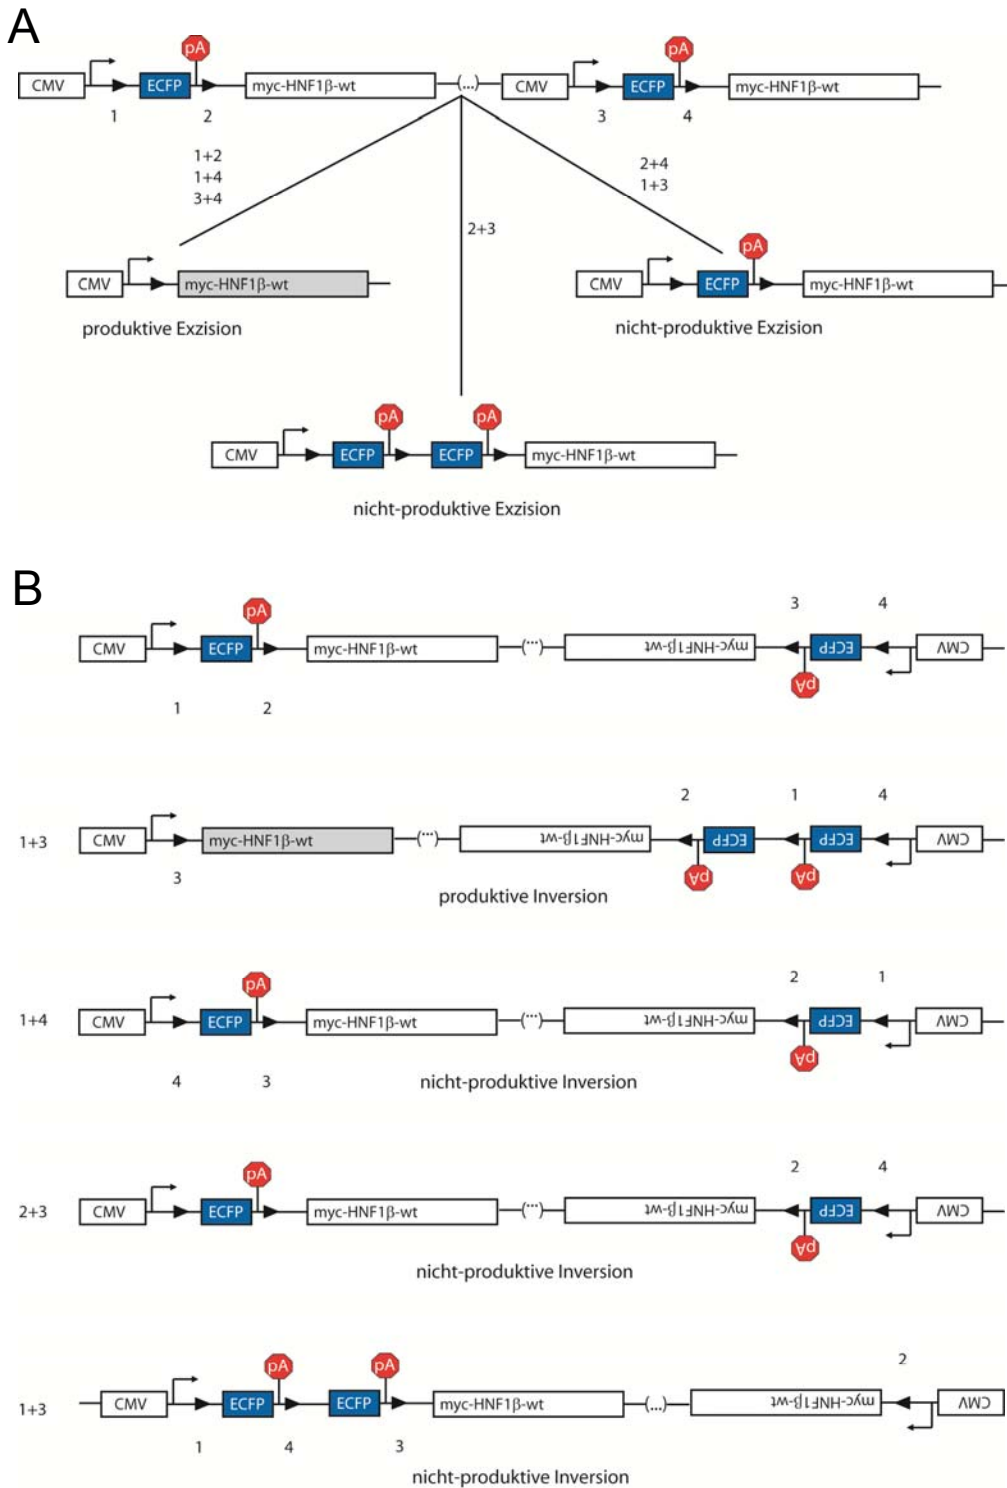 A
pA pA
CMV ECFP myc-HNF1β-wt (...) CMV ECFP myc-HNF1β-wt
1 2 3 4
1+2
1+4
3+4
2+4
1+3
2+3
pA
CMV myc-HNF1β-wt CMV ECFP myc-HNF1β-wt
produktive Exzision nicht-produktive Exzision
pA pA
CMV ECFP ECFP myc-HNF1β-wt
nicht-produktive Exzision
B
3 4
pA
CMV ECFP myc-HNF1β-wt (...) myc-HNF1β-wt ECFP CMV
pA
1 2
2 1 4
1+3 CMV myc-HNF1β-wt (...) myc-HNF1β-wt ECFP ECFP CMV
3 pA pA
produktive Inversion
pA 2 1
1+4 CMV ECFP myc-HNF1β-wt (...) myc-HNF1β-wt ECFP CMV
pA
4 3 nicht-produktive Inversion
pA 2 4
2+3 CMV ECFP myc-HNF1β-wt (...) myc-HNF1β-wt ECFP CMV
pA
nicht-produktive Inversion
pA pA 2
1+3 CMV ECFP ECFP myc-HNF1β-wt (...) myc-HNF1β-wt CMV
1 4 3
nicht-produktive Inversion